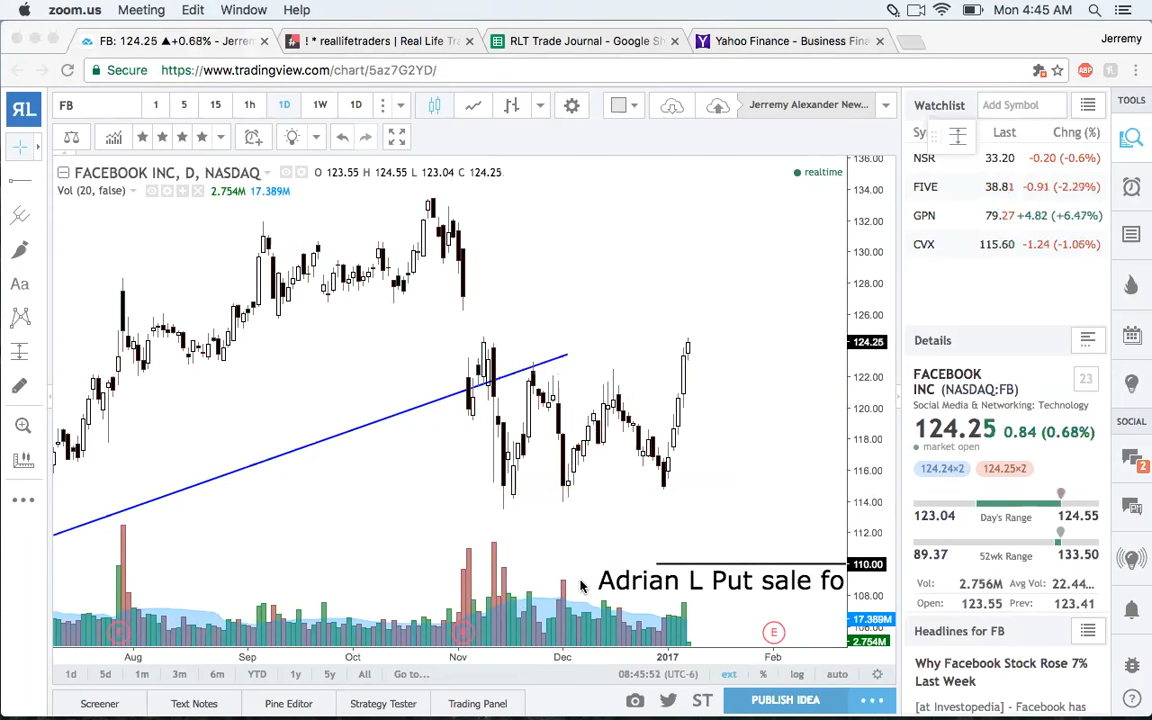 zoom.us Meeting Edit Window Help Mon 4:45 AM
FB: 124.25 ▲+0.68% - Jerrem × ! * reallifetraders | Real Life Tra × RLT Trade Journal - Google Sh × Yahoo Finance - Business Fina × Jerremy
Secure https://www.tradingview.com/chart/5az7G2YD/ ABP
RL FB 1 5 15 1h 1D 1W 1D Jerremy Alexander New... Watchlist Add Symbol TOOLS
Sy Last Chng (%)
FACEBOOK INC, D, NASDAQ O 123.55 H 124.55 L 123.04 C 124.25 realtime
Vol (20, false) 2.754M 17.389M
NSR 33.20 -0.20 (-0.6%)
FIVE 38.81 -0.91 (-2.29%)
GPN 79.27 +4.82 (+6.47%)
CVX 115.60 -1.24 (-1.06%)
136.00
134.00
132.00
130.00
128.00
126.00
124.25
122.00
120.00
118.00
116.00
114.00
112.00
110.00
108.00
17.389M
2.754M
Aa
Adrian L Put sale fo
E
Aug Sep Oct Nov Dec 2017 Feb
1d 5d 1m 3m 6m YTD 1y 5y All Go to... 08:45:52 (UTC-6) ext % log auto
Screener Text Notes Pine Editor Strategy Tester Trading Panel ST PUBLISH IDEA
Details
FACEBOOK
INC (NASDAQ:FB) 23
Social Media & Networking: Technology
124.25 0.84 (0.68%)
market open
124.24×2 124.25×2
123.04 Day's Range 124.55
89.37 52wk Range 133.50
Vol: 2.756M Avg Vol: 22.44...
Open: 123.55 Prev: 123.41
Headlines for FB
Why Facebook Stock Rose 7%
Last Week
[at Investopedia] - Facebook has
SOCIAL
2